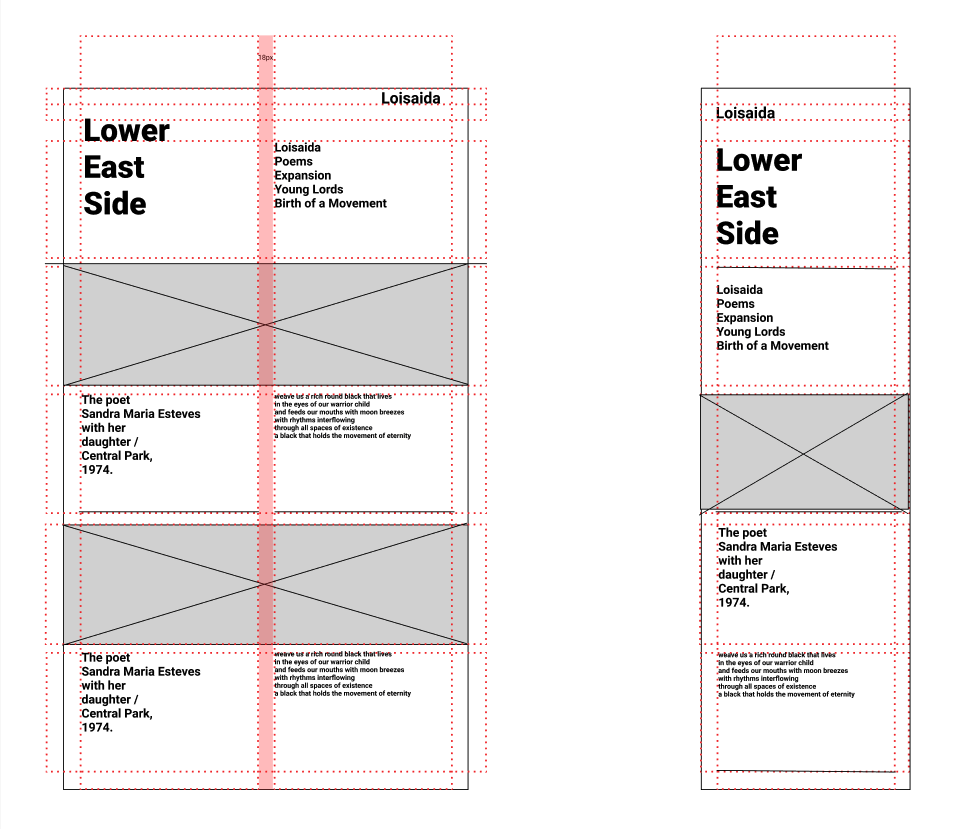 18px
Loisaida
Lower
East
Side
Loisaida
Poems
Expansion
Young Lords
Birth of a Movement
The poet
Sandra Maria Esteves
with her
daughter /
Central Park,
1974.
weave us a rich round black that lives
in the eyes of our warrior child
and feeds our mouths with moon breezes
with rhythms interflowing
through all spaces of existence
a black that holds the movement of eternity
The poet
Sandra Maria Esteves
with her
daughter /
Central Park,
1974.
weave us a rich round black that lives
in the eyes of our warrior child
and feeds our mouths with moon breezes
with rhythms interflowing
through all spaces of existence
a black that holds the movement of eternity
Loisaida
Lower
East
Side
Loisaida
Poems
Expansion
Young Lords
Birth of a Movement
The poet
Sandra Maria Esteves
with her
daughter /
Central Park,
1974.
weave us a rich round black that lives
in the eyes of our warrior child
and feeds our mouths with moon breezes
with rhythms interflowing
through all spaces of existence
a black that holds the movement of eternity